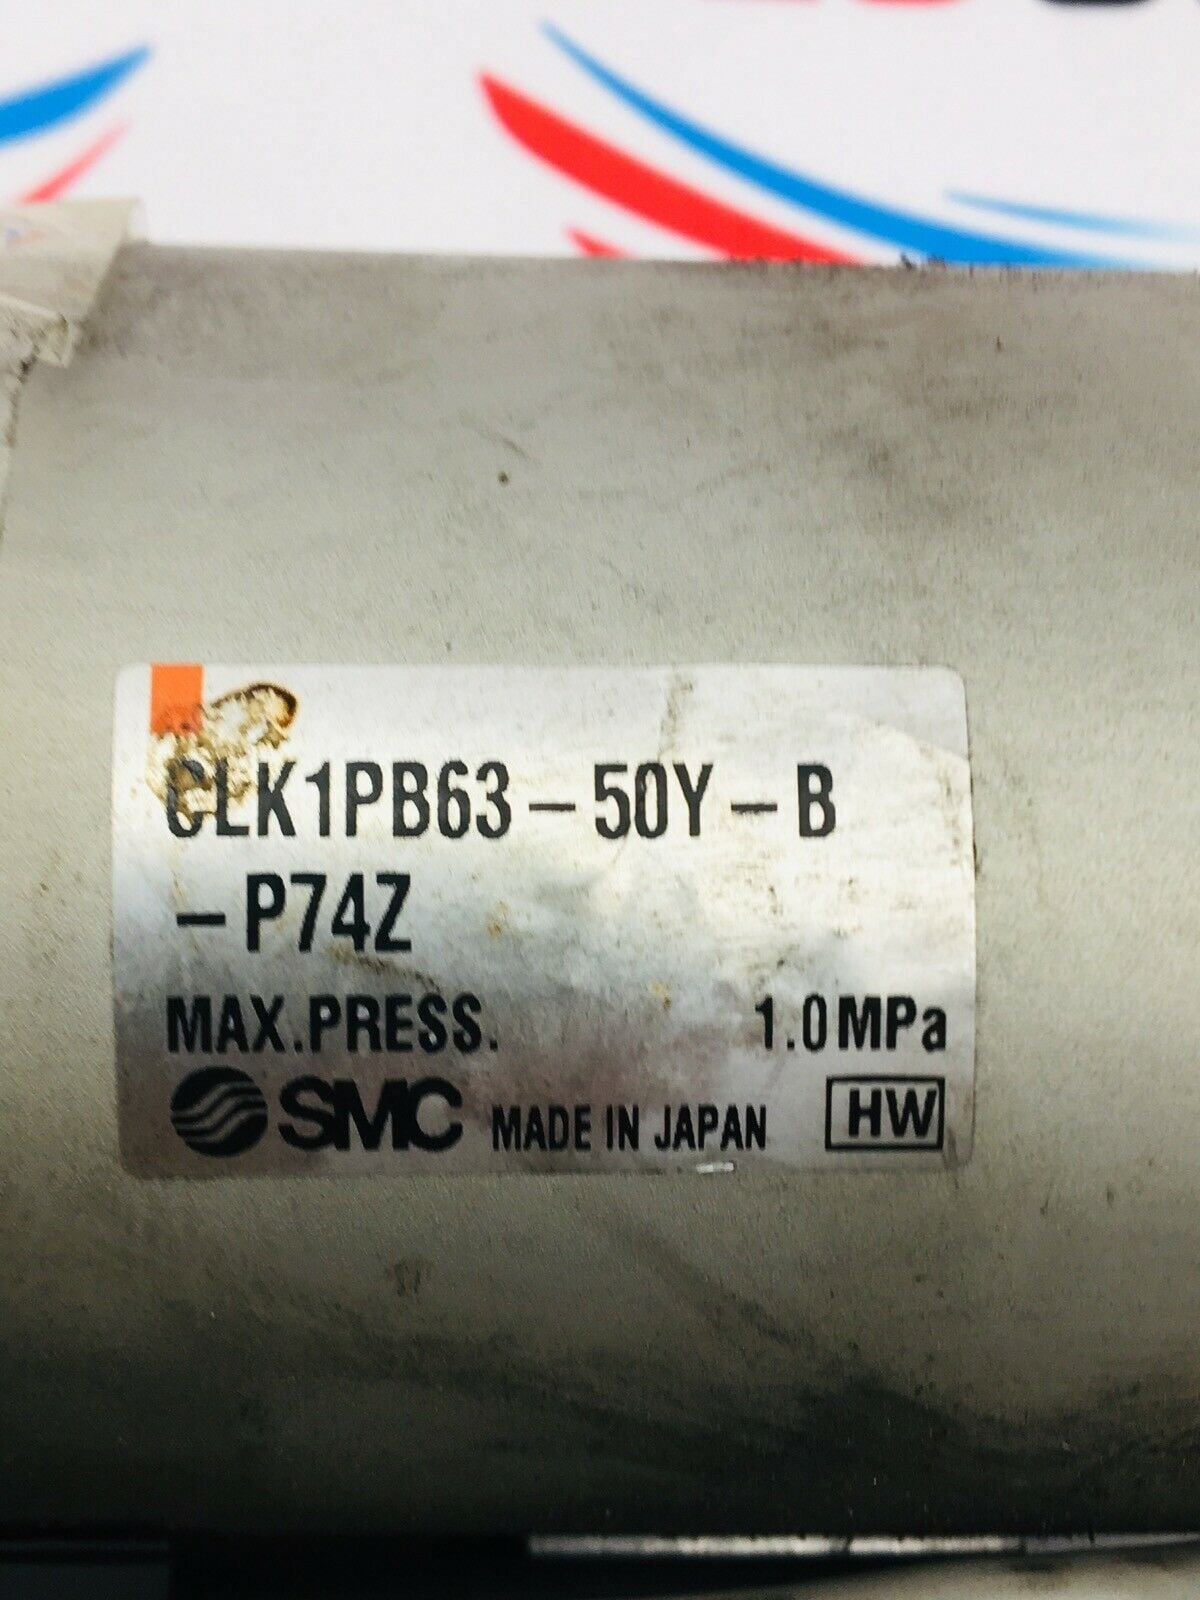 CLK1PB63-50Y-B
-P74Z
MAX.PRESS. 1.0MPa
SMC MADE IN JAPAN HW